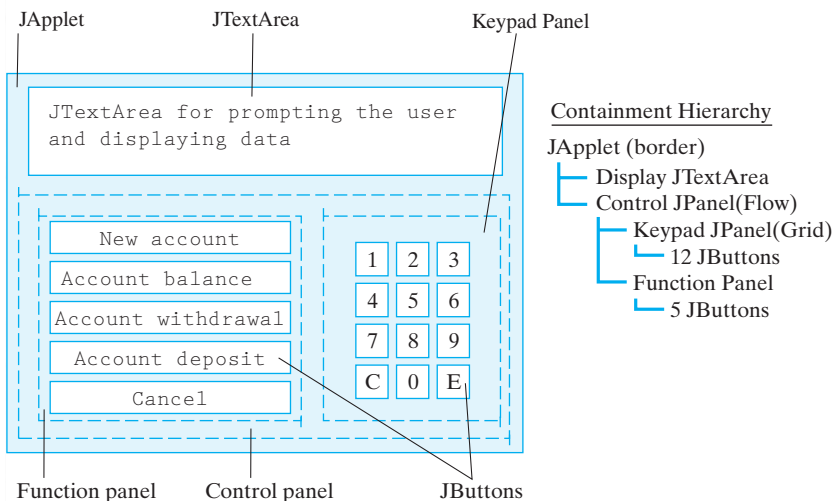 JApplet
JTextArea
Keypad Panel
JTextArea for prompting the user
and displaying data
New account
Account balance
Account withdrawal
Account deposit
Cancel
1 2 3
4 5 6
7 8 9
C 0 E
Function panel
Control panel
JButtons
Containment Hierarchy
JApplet (border)
Display JTextArea
Control JPanel(Flow)
Keypad JPanel(Grid)
12 JButtons
Function Panel
5 JButtons